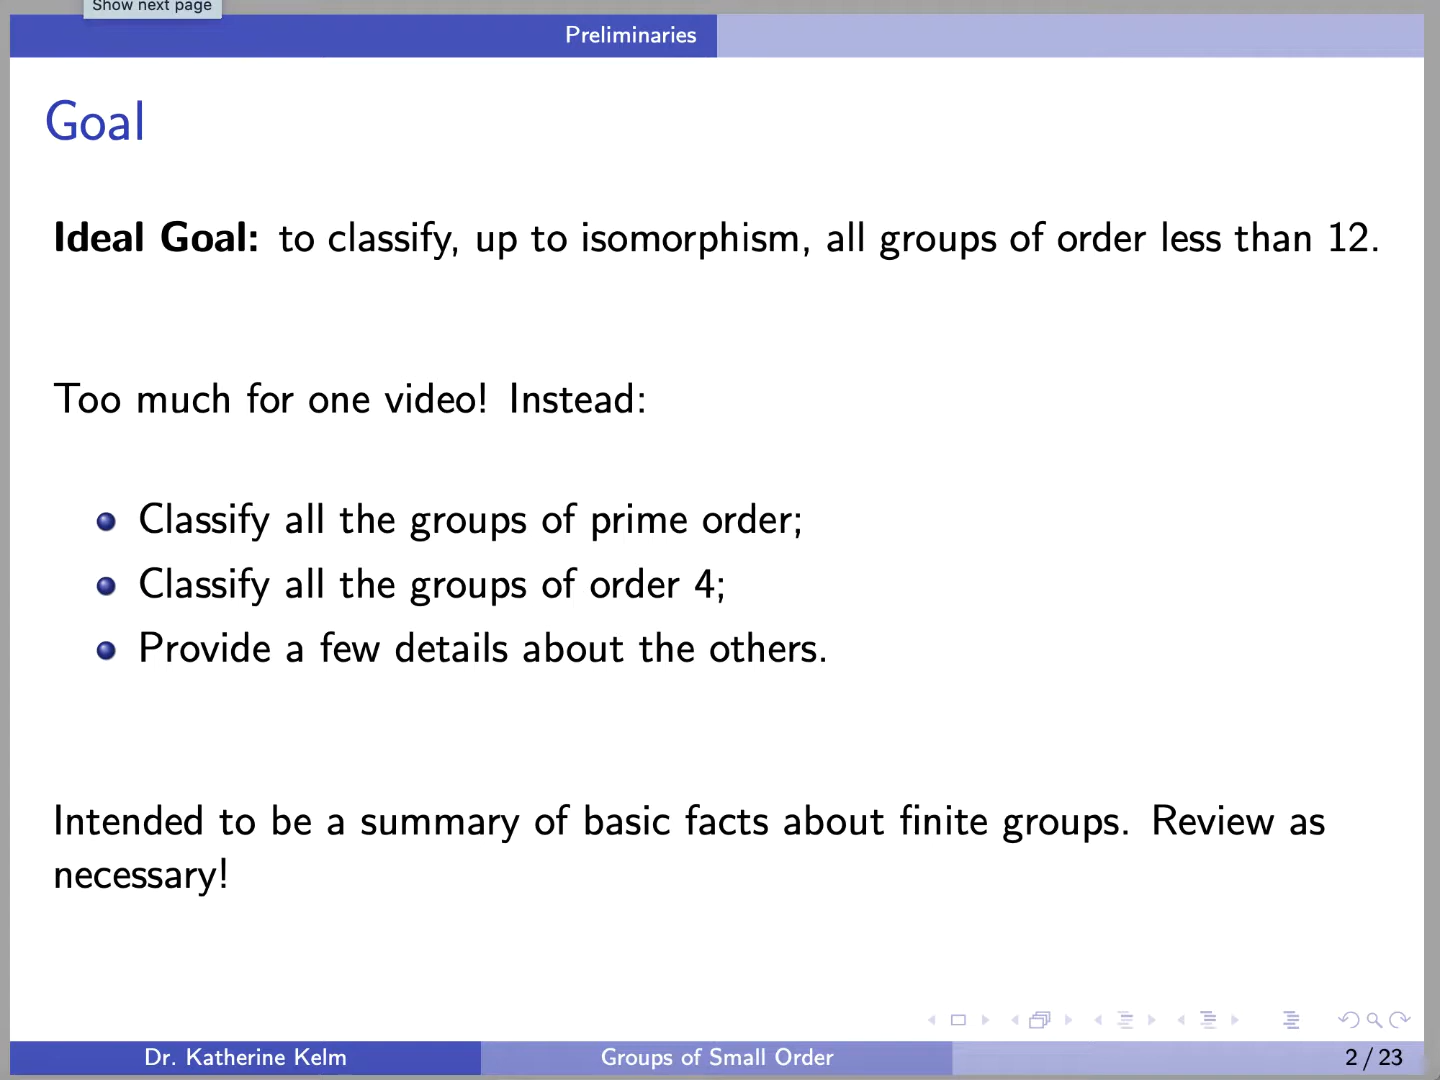 Show next page
Preliminaries
Goal
Ideal Goal: to classify, up to isomorphism, all groups of order less than 12.
Too much for one video! Instead:
Classify all the groups of prime order;
Classify all the groups of order 4;
Provide a few details about the others.
Intended to be a summary of basic facts about finite groups. Review as
necessary!
Dr. Katherine Kelm
Groups of Small Order
2 / 23